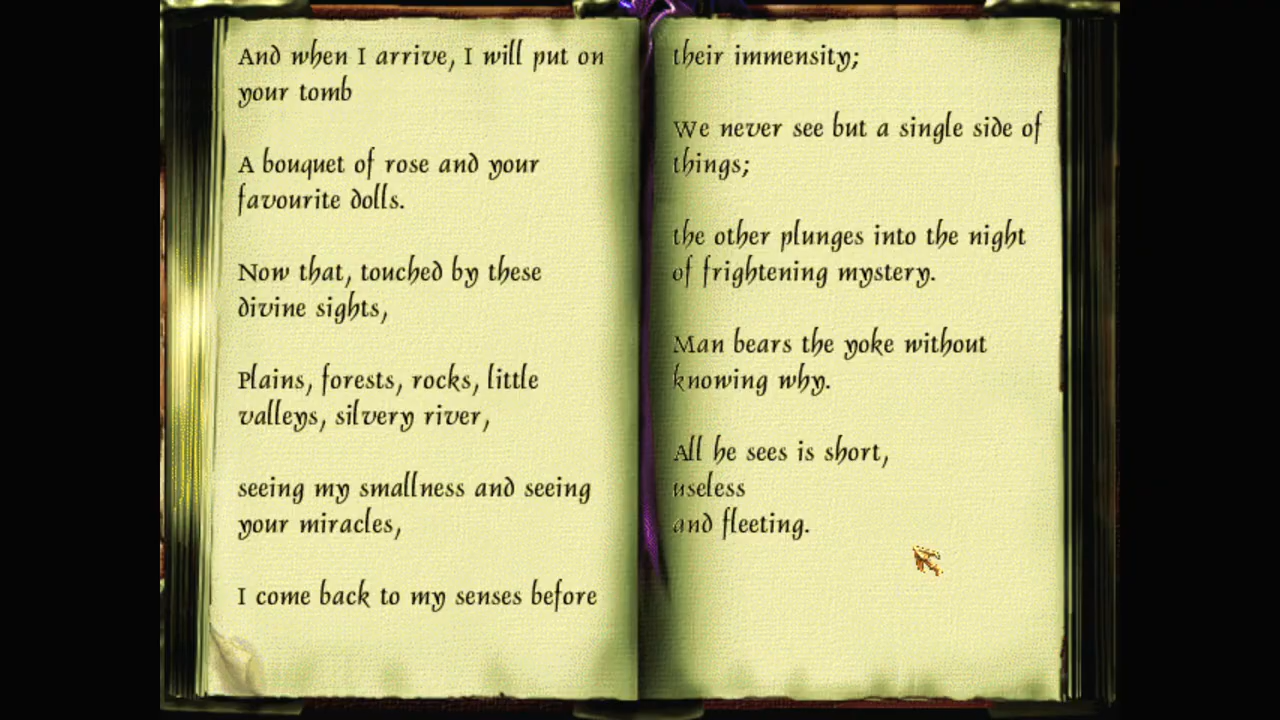 And when I arrive, I will put on
your tomb
A bouquet of rose and your
favourite dolls.
Now that, touched by these
divine sights,
Plains, forests, rocks, little
valleys, silvery river,
seeing my smallness and seeing
your miracles,
I come back to my senses before
their immensity;
We never see but a single side of
things;
the other plunges into the night
of frightening mystery.
Man bears the yoke without
knowing why.
All he sees is short,
useless
and fleeting.